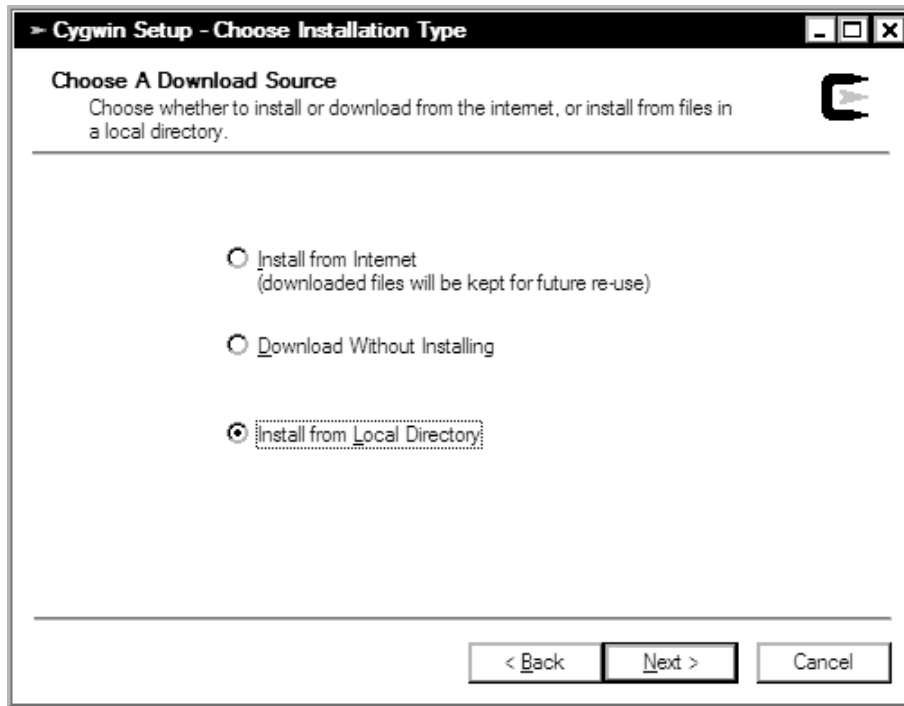 Cygwin Setup - Choose Installation Type
Choose A Download Source
Choose whether to install or download from the internet, or install from files in
a local directory.
Install from Internet
(downloaded files will be kept for future re-use)
Download Without Installing
Install from Local Directory
< Back Next > Cancel